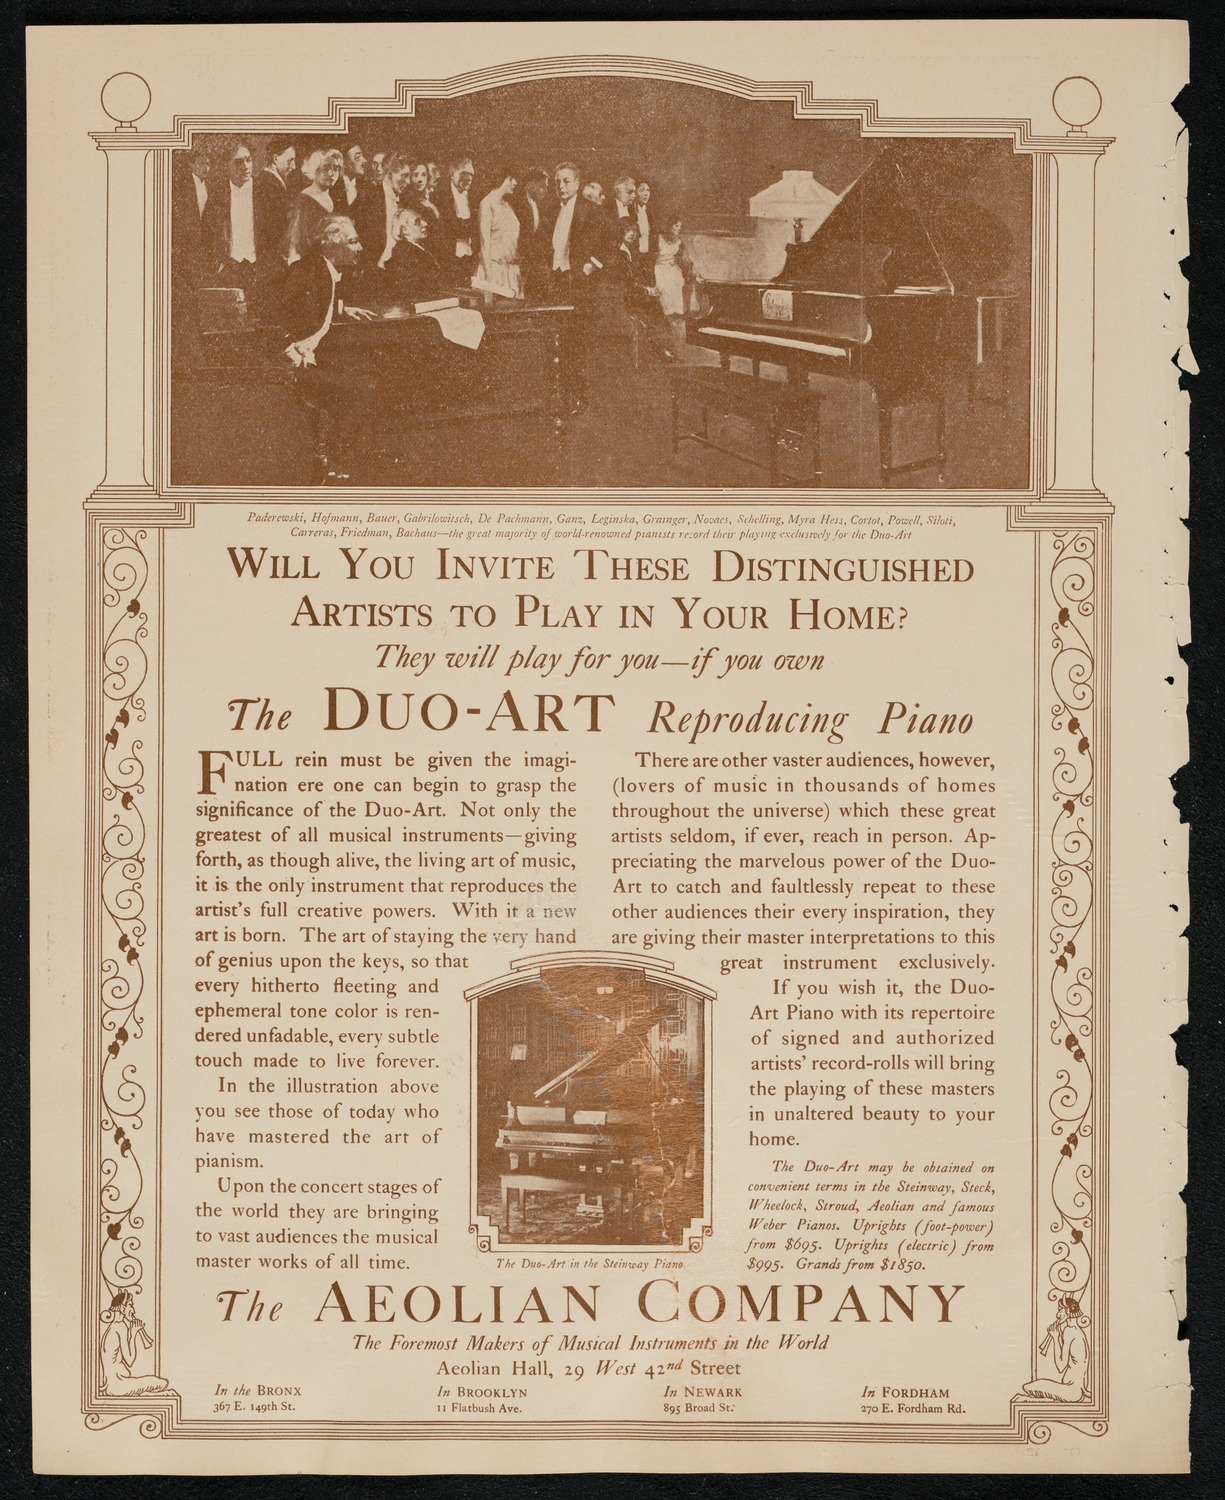 Paderewski, Hofmann, Bauer, Gabrilowitsch, De Pachmann, Ganz, Leginska, Grainger, Novaes, Schelling, Myra Hess, Cortot, Powell, Siloti,
Carreras, Friedman, Bachaus—the great majority of world-renowned pianists record their playing exclusively for the Duo-Art
WILL YOU INVITE THESE DISTINGUISHED
ARTISTS TO PLAY IN YOUR HOME?
They will play for you—if you own
The DUO-ART Reproducing Piano
FULL rein must be given the imagi-
nation ere one can begin to grasp the
significance of the Duo-Art. Not only the
greatest of all musical instruments—giving
forth, as though alive, the living art of music,
it is the only instrument that reproduces the
artist's full creative powers. With it a new
art is born. The art of staying the very hand
of genius upon the keys, so that
every hitherto fleeting and
ephemeral tone color is ren-
dered unfadable, every subtle
touch made to live forever.
In the illustration above
you see those of today who
have mastered the art of
pianism.
Upon the concert stages of
the world they are bringing
to vast audiences the musical
master works of all time.
There are other vaster audiences, however,
(lovers of music in thousands of homes
throughout the universe) which these great
artists seldom, if ever, reach in person. Ap-
preciating the marvelous power of the Duo-
Art to catch and faultlessly repeat to these
other audiences their every inspiration, they
are giving their master interpretations to this
great instrument exclusively.
If you wish it, the Duo-
Art Piano with its repertoire
of signed and authorized
artists' record-rolls will bring
the playing of these masters
in unaltered beauty to your
home.
The Duo-Art may be obtained on
convenient terms in the Steinway, Steck,
Wheelock, Stroud, Aeolian and famous
Weber Pianos. Uprights (foot-power)
from $695. Uprights (electric) from
$995. Grands from $1850.
The Duo-Art in the Steinway Piano
The AEOLIAN COMPANY
The Foremost Makers of Musical Instruments in the World
Aeolian Hall, 29 West 42nd Street
In the BRONX
367 E. 149th St.
In BROOKLYN
11 Flatbush Ave.
In NEWARK
895 Broad St.
In FORDHAM
270 E. Fordham Rd.